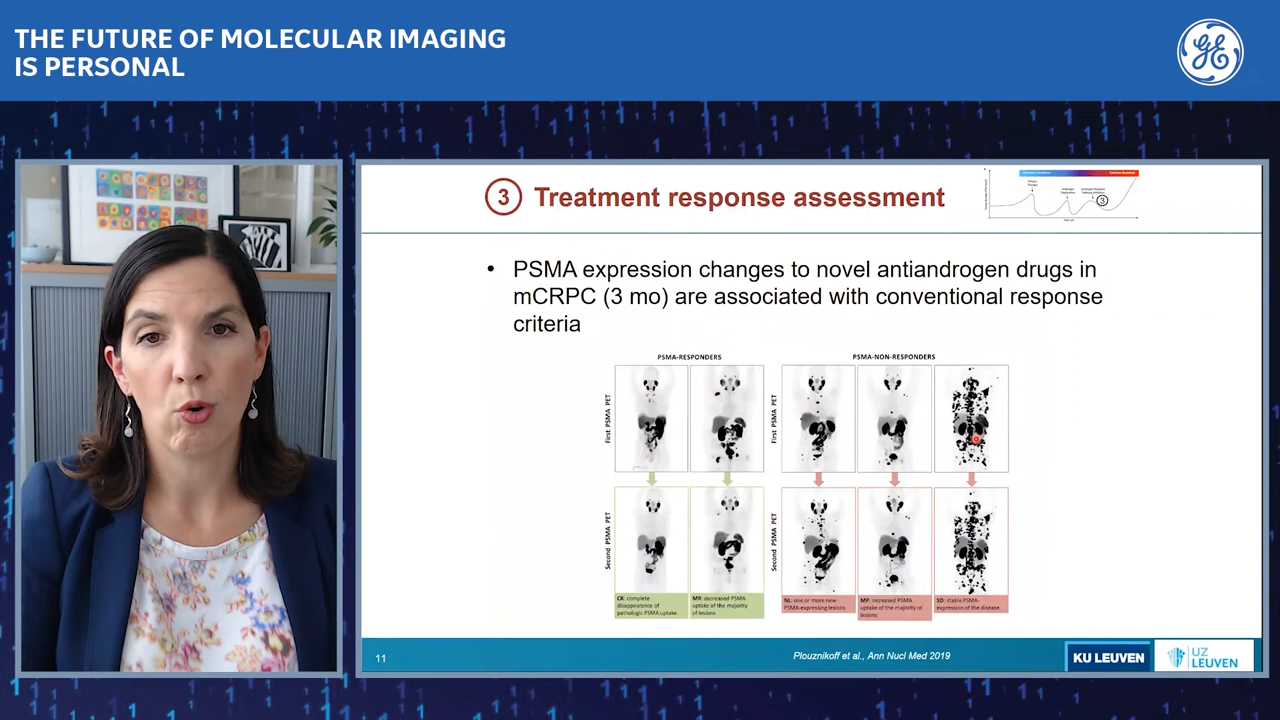 THE FUTURE OF MOLECULAR IMAGING
IS PERSONAL
GE
3
Treatment response assessment
3
• PSMA expression changes to novel antiandrogen drugs in
mCRPC (3 mo) are associated with conventional response
criteria
PSMA-RESPONDERS
PSMA-NON-RESPONDERS
First PSMA PET
First PSMA PET
Second PSMA PET
Second PSMA PET
CR: complete
disappearance of
pathologic PSMA uptake
MR: decreased PSMA
uptake of the majority
of lesions
NL: one or more new
PSMA-expressing lesions
MP: increased PSMA
uptake of the majority of
lesions
SD: stable PSMA-
expression of the disease
11
Plouznikoff et al., Ann Nucl Med 2019
KU LEUVEN
UZ
LEUVEN